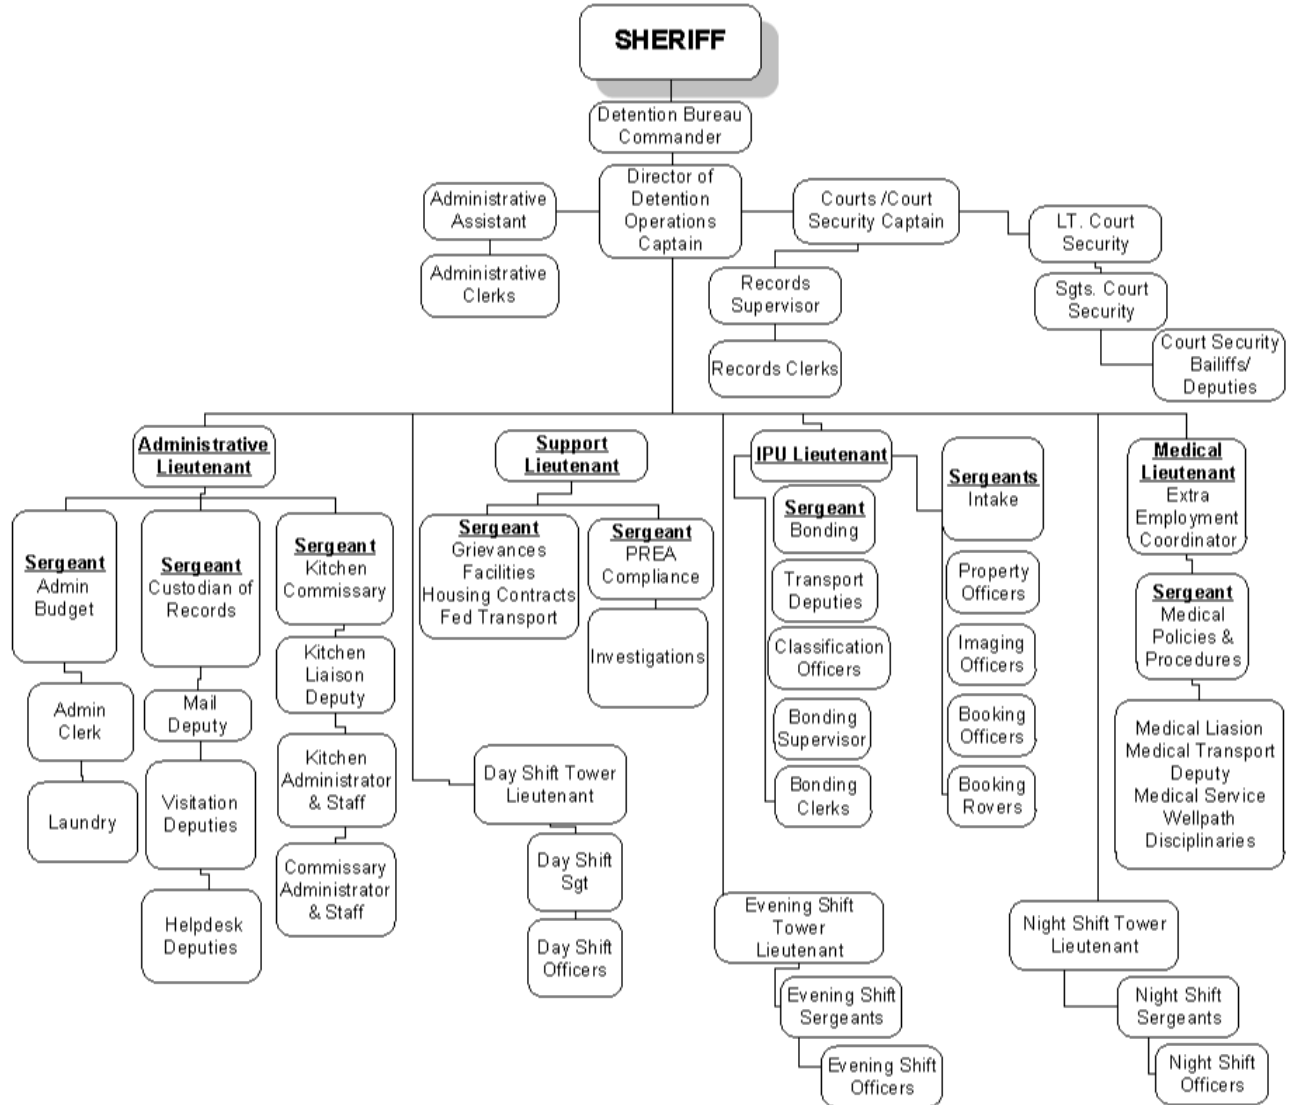 SHERIFF
Detention Bureau
Commander
Director of
Detention
Operations
Captain
Administrative
Assistant
Administrative
Clerks
Courts /Court
Security Captain
Records
Supervisor
Records Clerks
LT. Court
Security
Sgts. Court
Security
Court Security
Bailiffs/
Deputies
Administrative
Lieutenant
Sergeant
Admin
Budget
Admin
Clerk
Laundry
Sergeant
Custodian of
Records
Mail
Deputy
Visitation
Deputies
Helpdesk
Deputies
Sergeant
Kitchen
Commissary
Kitchen
Liaison
Deputy
Kitchen
Administrator
& Staff
Commissary
Administrator
& Staff
Support
Lieutenant
Sergeant
Grievances
Facilities
Housing Contracts
Fed Transport
Sergeant
PREA
Compliance
Investigations
Day Shift Tower
Lieutenant
Day Shift
Sgt
Day Shift
Officers
IPU Lieutenant
Sergeant
Bonding
Transport
Deputies
Classification
Officers
Bonding
Supervisor
Bonding
Clerks
Sergeants
Intake
Property
Officers
Imaging
Officers
Booking
Officers
Booking
Rovers
Evening Shift
Tower
Lieutenant
Evening Shift
Sergeants
Evening Shift
Officers
Night Shift Tower
Lieutenant
Night Shift
Sergeants
Night Shift
Officers
Medical
Lieutenant
Extra
Employment
Coordinator
Sergeant
Medical
Policies &
Procedures
Medical Liasion
Medical Transport
Deputy
Medical Service
Wellpath
Disciplinaries